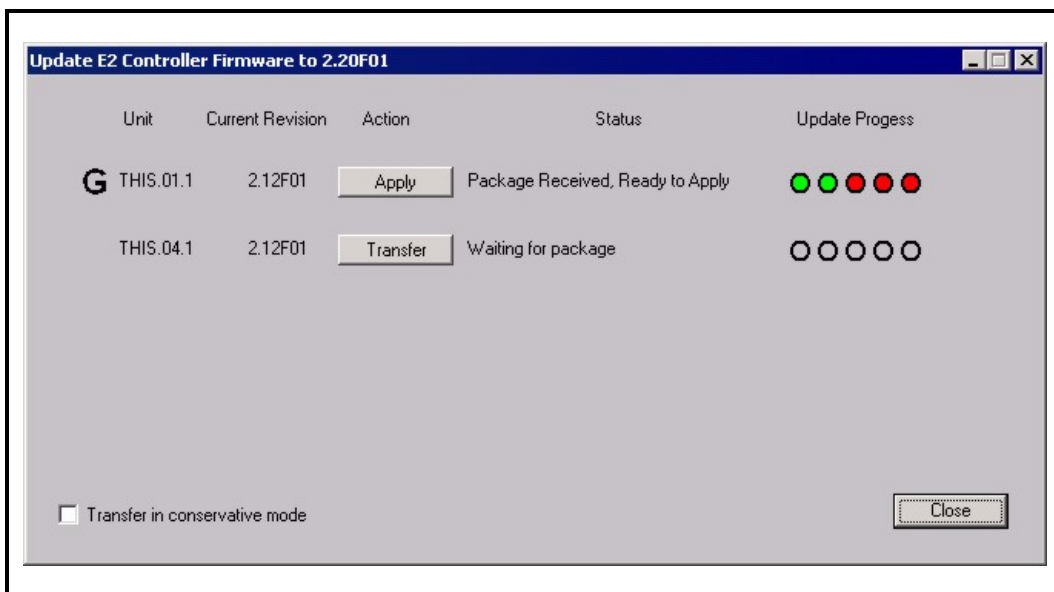 Update E2 Controller Firmware to 2.20F01
Unit Current Revision Action Status Update Progess
G THIS.01.1 2.12F01 Apply Package Received, Ready to Apply
THIS.04.1 2.12F01 Transfer Waiting for package
Transfer in conservative mode
Close